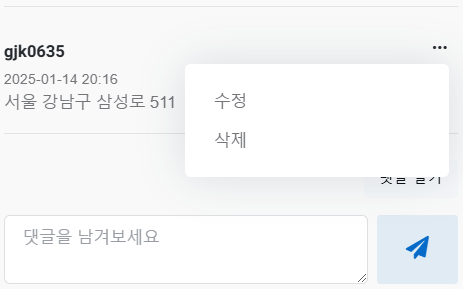 gjk0635
2025-01-14 20:16
서울 강남구 삼성로 511
수정
삭제
댓글을 남겨보세요